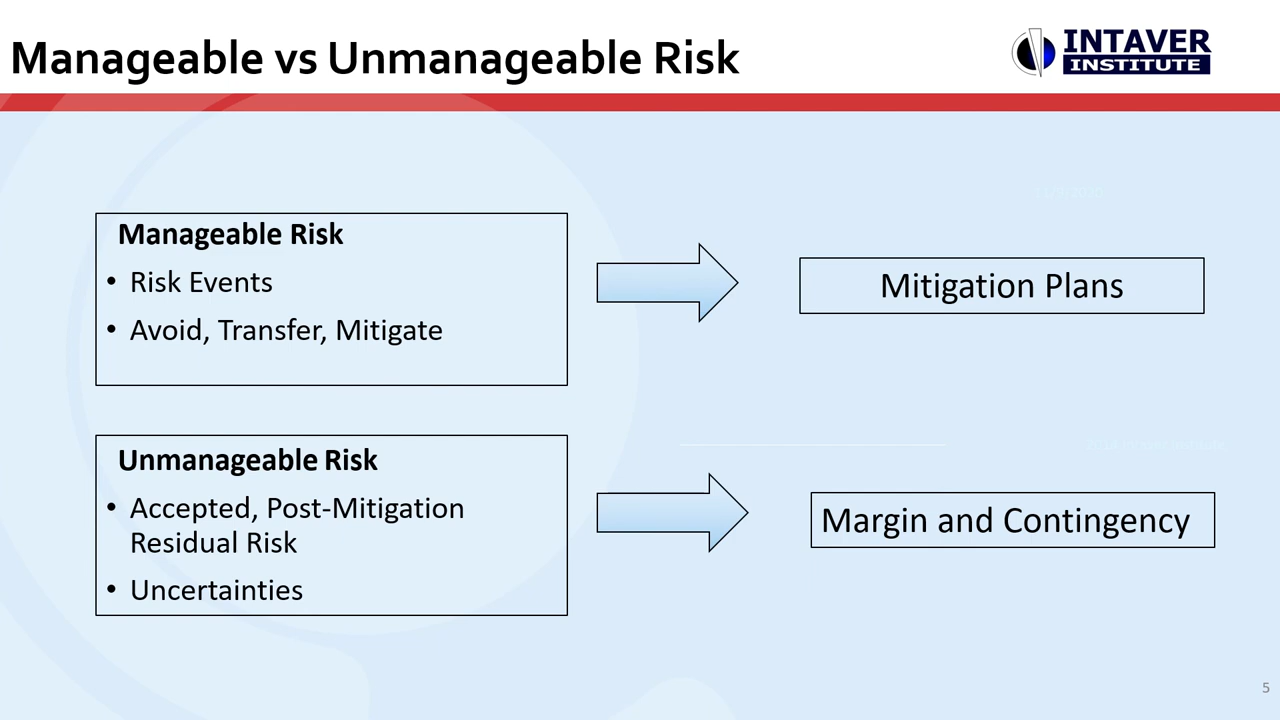 Manageable vs Unmanageable Risk
INTAVER
INSTITUTE
Manageable Risk
• Risk Events
• Avoid, Transfer, Mitigate
Mitigation Plans
Unmanageable Risk
• Accepted, Post-Mitigation
Residual Risk
• Uncertainties
Margin and Contingency
5